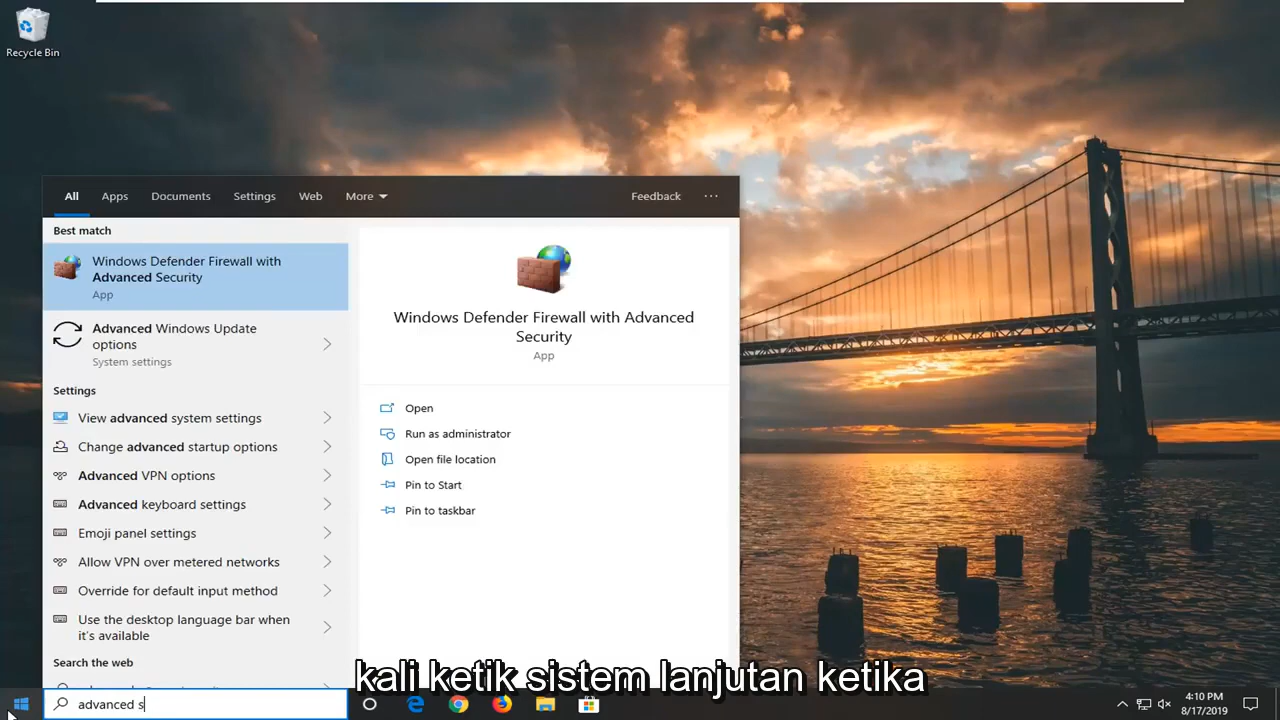 Recycle Bin
All
Apps
Documents
Settings
Web
More
Feedback
...
Best match
Windows Defender Firewall with
Advanced Security
App
Advanced Windows Update
options
System settings
Settings
View advanced system settings
Change advanced startup options
Advanced VPN options
Advanced keyboard settings
Emoji panel settings
Allow VPN over metered networks
Override for default input method
Use the desktop language bar when
it's available
Search the web
Windows Defender Firewall with Advanced
Security
App
Open
Run as administrator
Open file location
Pin to Start
Pin to taskbar
kali ketik sistem lanjutan ketika
advanced s
4:10 PM
8/17/2019